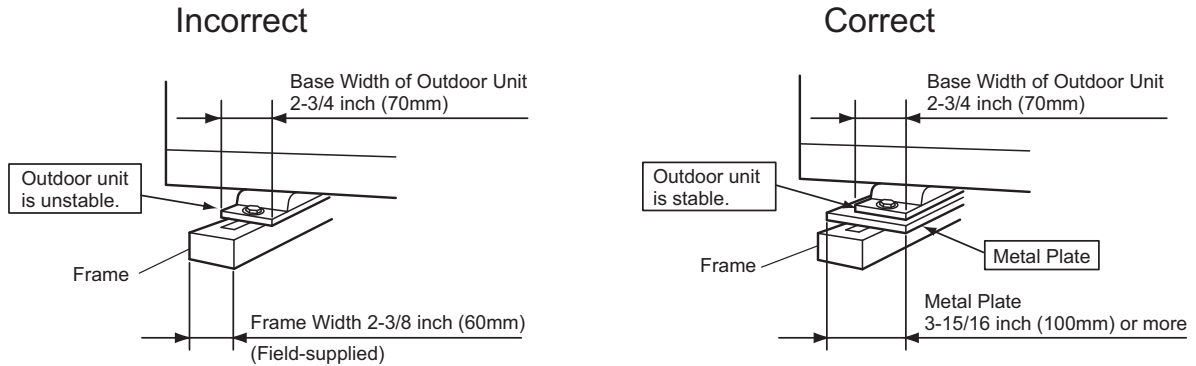 Incorrect
Base Width of Outdoor Unit
2-3/4 inch (70mm)
Outdoor unit
is unstable.
Frame
Frame Width 2-3/8 inch (60mm)
(Field-supplied)
Correct
Base Width of Outdoor Unit
2-3/4 inch (70mm)
Outdoor unit
is stable.
Metal Plate
Frame
Metal Plate
3-15/16 inch (100mm) or more